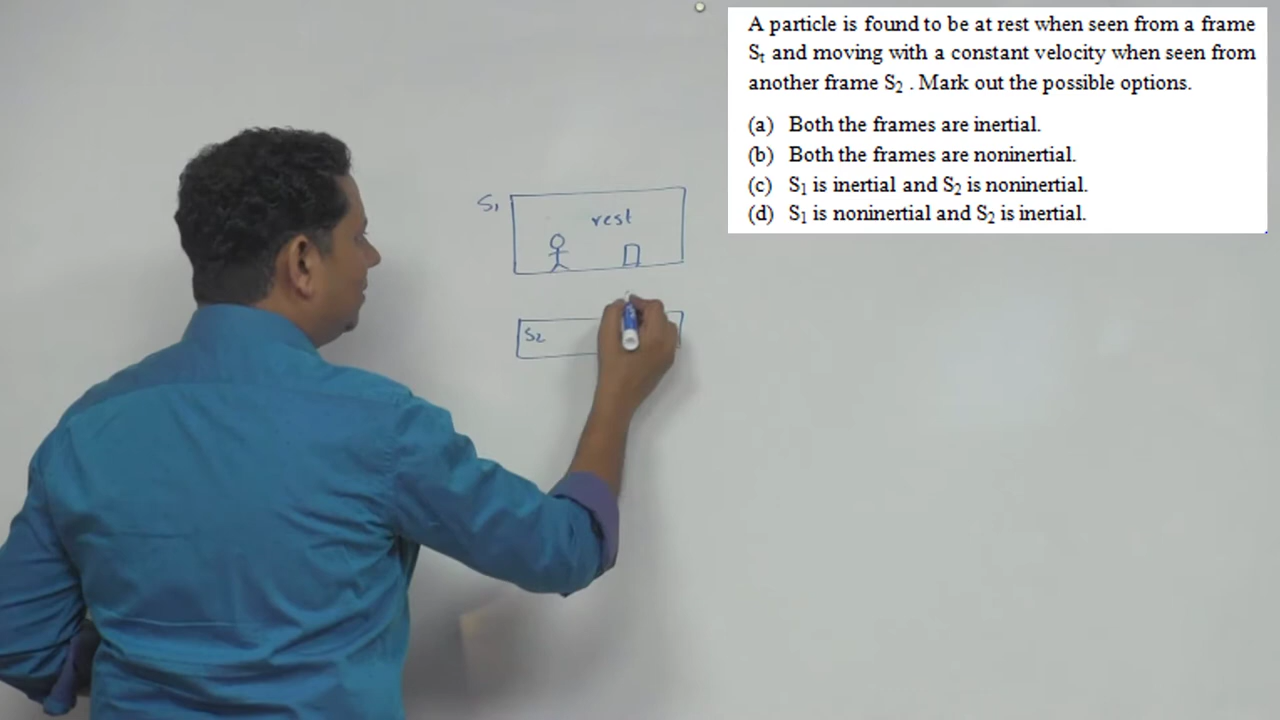 A particle is found to be at rest when seen from a frame
St and moving with a constant velocity when seen from
another frame S2 . Mark out the possible options.
(a) Both the frames are inertial.
(b) Both the frames are noninertial.
(c) S1 is inertial and S2 is noninertial.
(d) S1 is noninertial and S2 is inertial.
S1
rest
S2